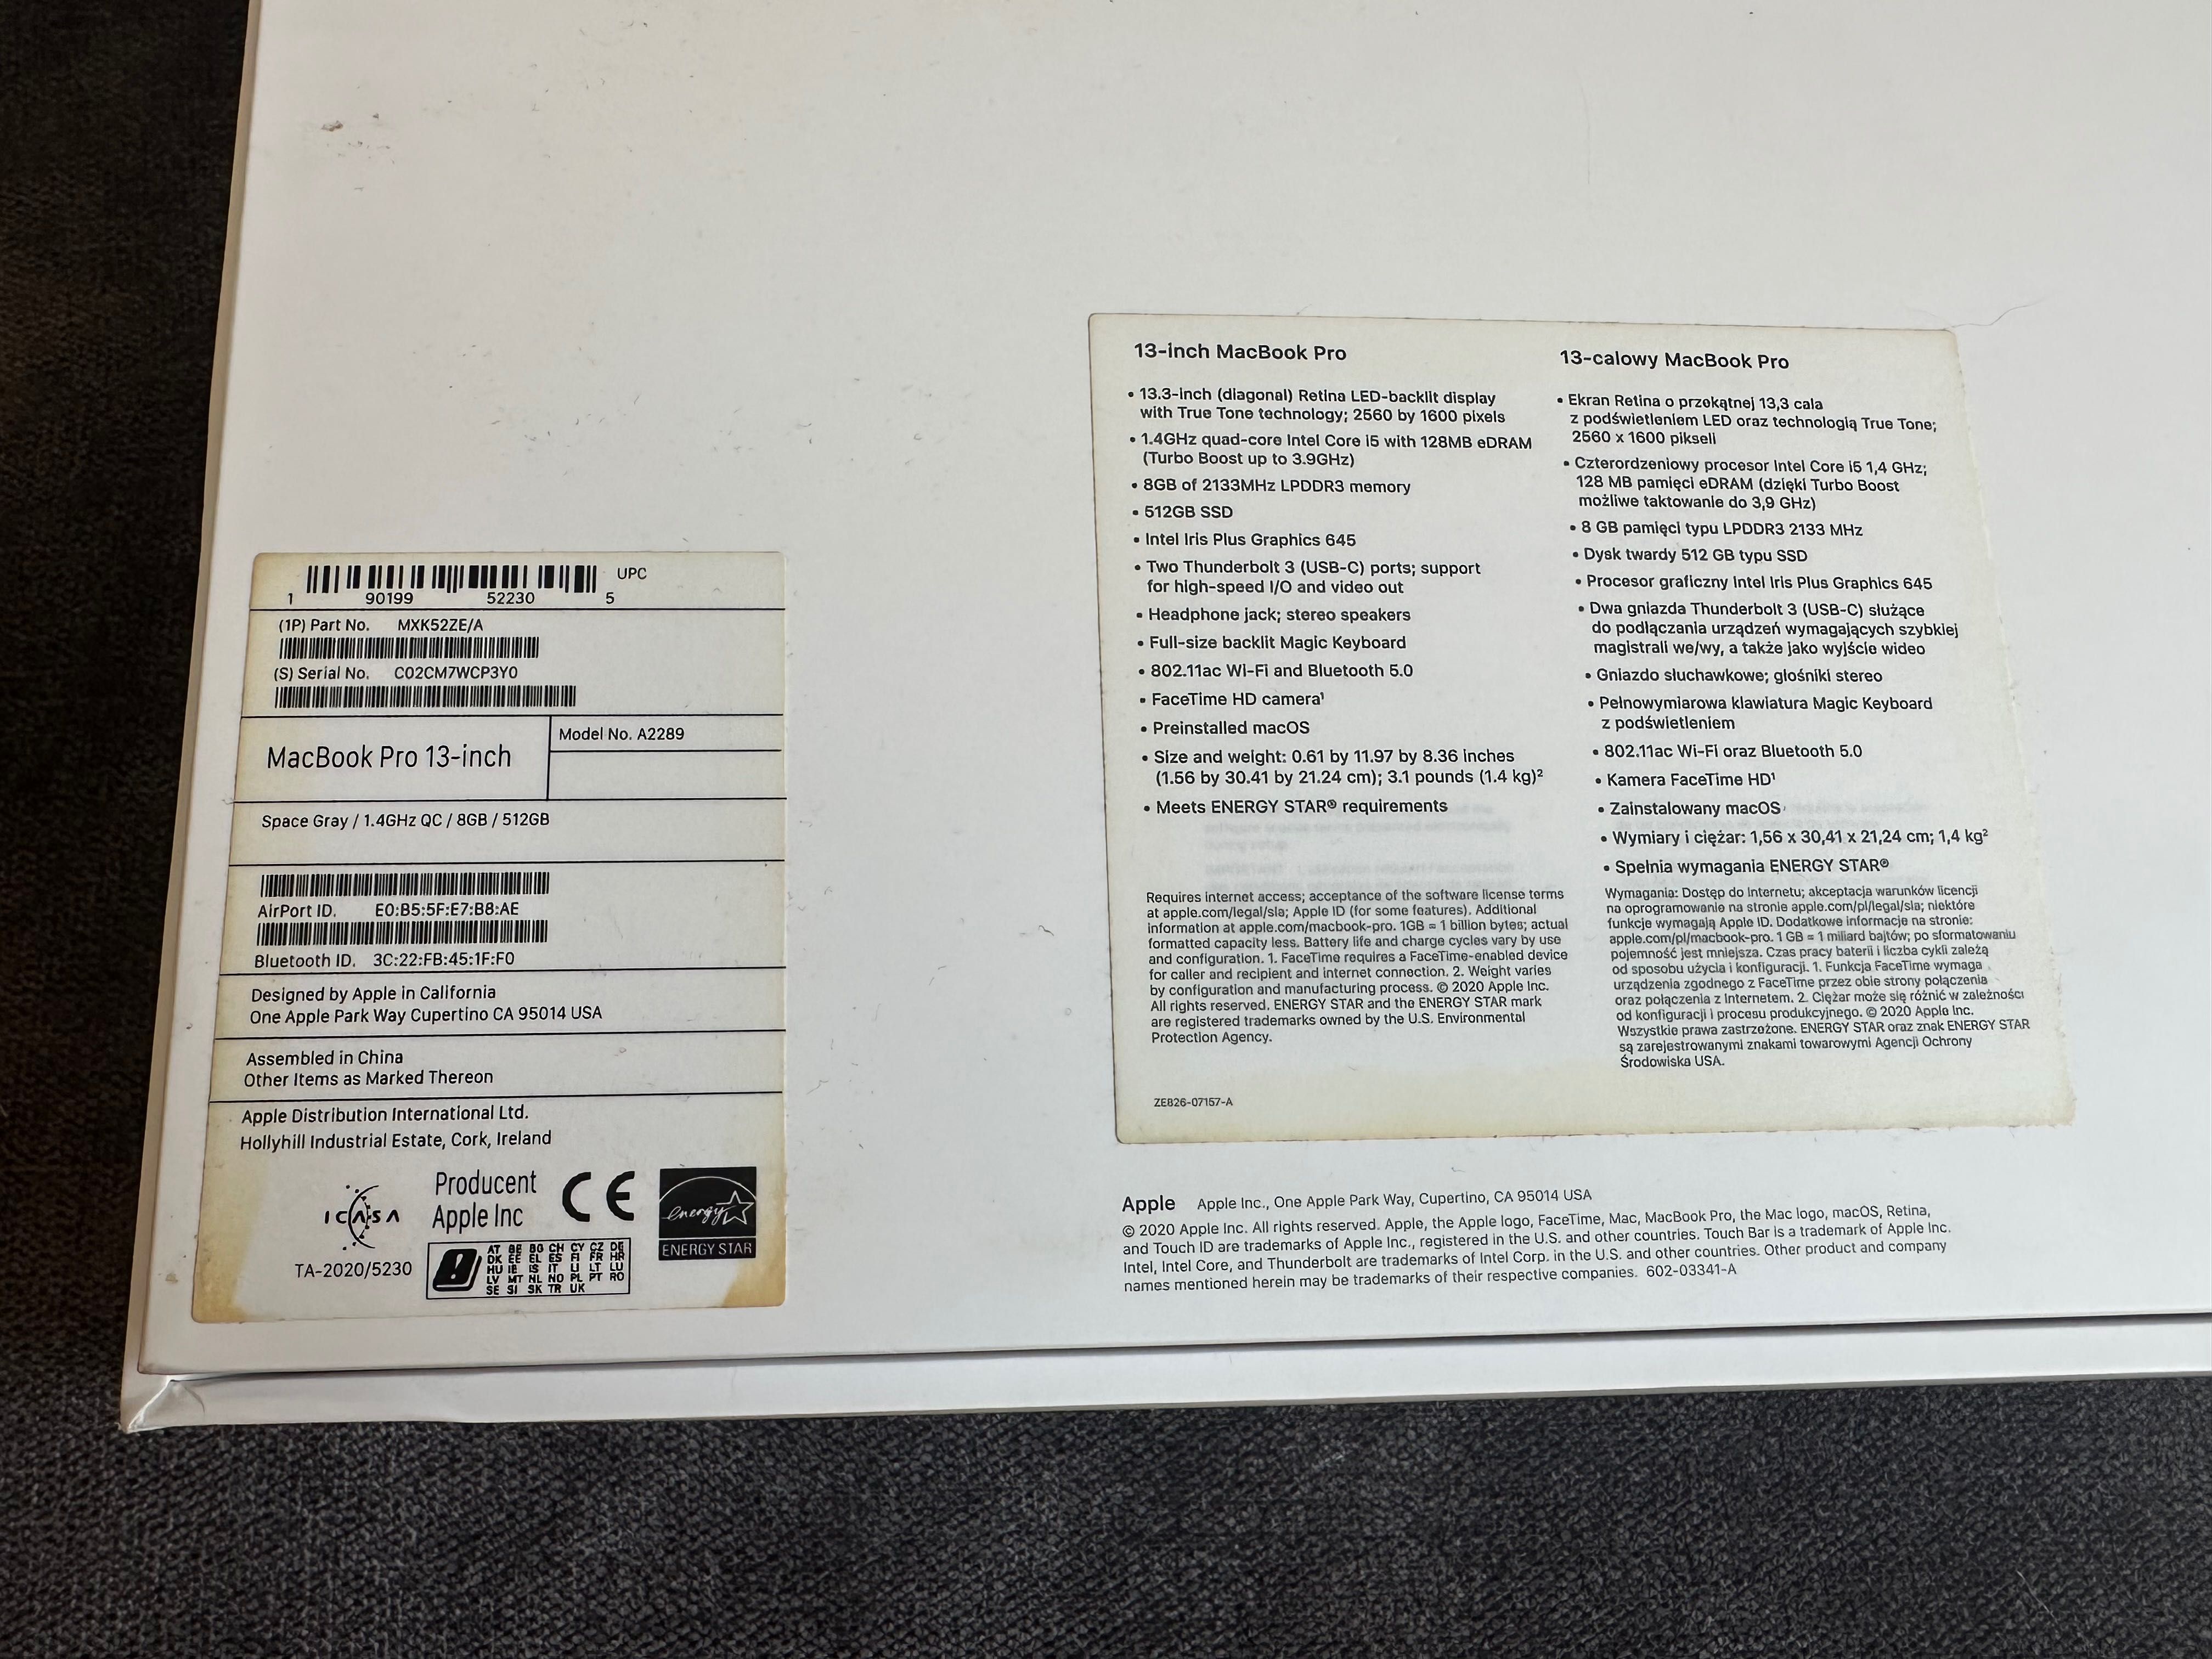 UPC
1 90199 52230 5
(1P) Part No. MXK52ZE/A
(S) Serial No. C02CM7WCP3Y0
MacBook Pro 13-inch
Model No. A2289
Space Gray / 1.4GHz QC / 8GB / 512GB
AirPort ID. E0:B5:5F:E7:B8:AE
Bluetooth ID. 3C:22:FB:45:1F:F0
Designed by Apple in California
One Apple Park Way Cupertino CA 95014 USA
Assembled in China
Other Items as Marked Thereon
Apple Distribution International Ltd.
Hollyhill Industrial Estate, Cork, Ireland
ICASA
TA-2020/5230
Producent
Apple Inc
CE
energy
ENERGY STAR
AT BE BG CH CY CZ DE
DK EE EL ES FI FR HR
HU IE IS IT LI LT LU
LV MT NL NO PL PT RO
SE SI SK TR UK
13-inch MacBook Pro
• 13.3-inch (diagonal) Retina LED-backlit display
with True Tone technology; 2560 by 1600 pixels
• 1.4GHz quad-core Intel Core i5 with 128MB eDRAM
(Turbo Boost up to 3.9GHz)
• 8GB of 2133MHz LPDDR3 memory
• 512GB SSD
• Intel Iris Plus Graphics 645
• Two Thunderbolt 3 (USB-C) ports; support
for high-speed I/O and video out
• Headphone jack; stereo speakers
• Full-size backlit Magic Keyboard
• 802.11ac Wi-Fi and Bluetooth 5.0
• FaceTime HD camera¹
• Preinstalled macOS
• Size and weight: 0.61 by 11.97 by 8.36 inches
(1.56 by 30.41 by 21.24 cm); 3.1 pounds (1.4 kg)²
• Meets ENERGY STAR® requirements
Requires internet access; acceptance of the software license terms
at apple.com/legal/sla; Apple ID (for some features). Additional
information at apple.com/macbook-pro. 1GB = 1 billion bytes; actual
formatted capacity less. Battery life and charge cycles vary by use
and configuration. 1. FaceTime requires a FaceTime-enabled device
for caller and recipient and internet connection. 2. Weight varies
by configuration and manufacturing process. © 2020 Apple Inc.
All rights reserved. ENERGY STAR and the ENERGY STAR mark
are registered trademarks owned by the U.S. Environmental
Protection Agency.
ZE826-07157-A
13-calowy MacBook Pro
• Ekran Retina o przekątnej 13,3 cala
z podświetleniem LED oraz technologią True Tone;
2560 x 1600 pikseli
• Czterordzeniowy procesor Intel Core i5 1,4 GHz;
128 MB pamięci eDRAM (dzięki Turbo Boost
możliwe taktowanie do 3,9 GHz)
• 8 GB pamięci typu LPDDR3 2133 MHz
• Dysk twardy 512 GB typu SSD
• Procesor graficzny Intel Iris Plus Graphics 645
• Dwa gniazda Thunderbolt 3 (USB-C) służące
do podłączania urządzeń wymagających szybkiej
magistrali we/wy, a także jako wyjście wideo
• Gniazdo słuchawkowe; głośniki stereo
• Pełnowymiarowa klawiatura Magic Keyboard
z podświetleniem
• 802.11ac Wi-Fi oraz Bluetooth 5.0
• Kamera FaceTime HD¹
• Zainstalowany macOS
• Wymiary i ciężar: 1,56 x 30,41 x 21,24 cm; 1,4 kg²
• Spełnia wymagania ENERGY STAR®
Wymagania: Dostęp do Internetu; akceptacja warunków licencji
na oprogramowanie na stronie apple.com/pl/legal/sla; niektóre
funkcje wymagają Apple ID. Dodatkowe informacje na stronie:
apple.com/pl/macbook-pro. 1 GB = 1 miliard bajtów; po sformatowaniu
pojemność jest mniejsza. Czas pracy baterii i liczba cykli zależą
od sposobu użycia i konfiguracji. 1. Funkcja FaceTime wymaga
urządzenia zgodnego z FaceTime przez obie strony połączenia
oraz połączenia z Internetem. 2. Ciężar może się różnić w zależności
od konfiguracji i procesu produkcyjnego. © 2020 Apple Inc.
Wszystkie prawa zastrzeżone. ENERGY STAR oraz znak ENERGY STAR
są zarejestrowanymi znakami towarowymi Agencji Ochrony
Środowiska USA.
Apple Apple Inc., One Apple Park Way, Cupertino, CA 95014 USA
© 2020 Apple Inc. All rights reserved. Apple, the Apple logo, FaceTime, Mac, MacBook Pro, the Mac logo, macOS, Retina,
and Touch ID are trademarks of Apple Inc., registered in the U.S. and other countries. Touch Bar is a trademark of Apple Inc.
Intel, Intel Core, and Thunderbolt are trademarks of Intel Corp. in the U.S. and other countries. Other product and company
names mentioned herein may be trademarks of their respective companies. 602-03341-A